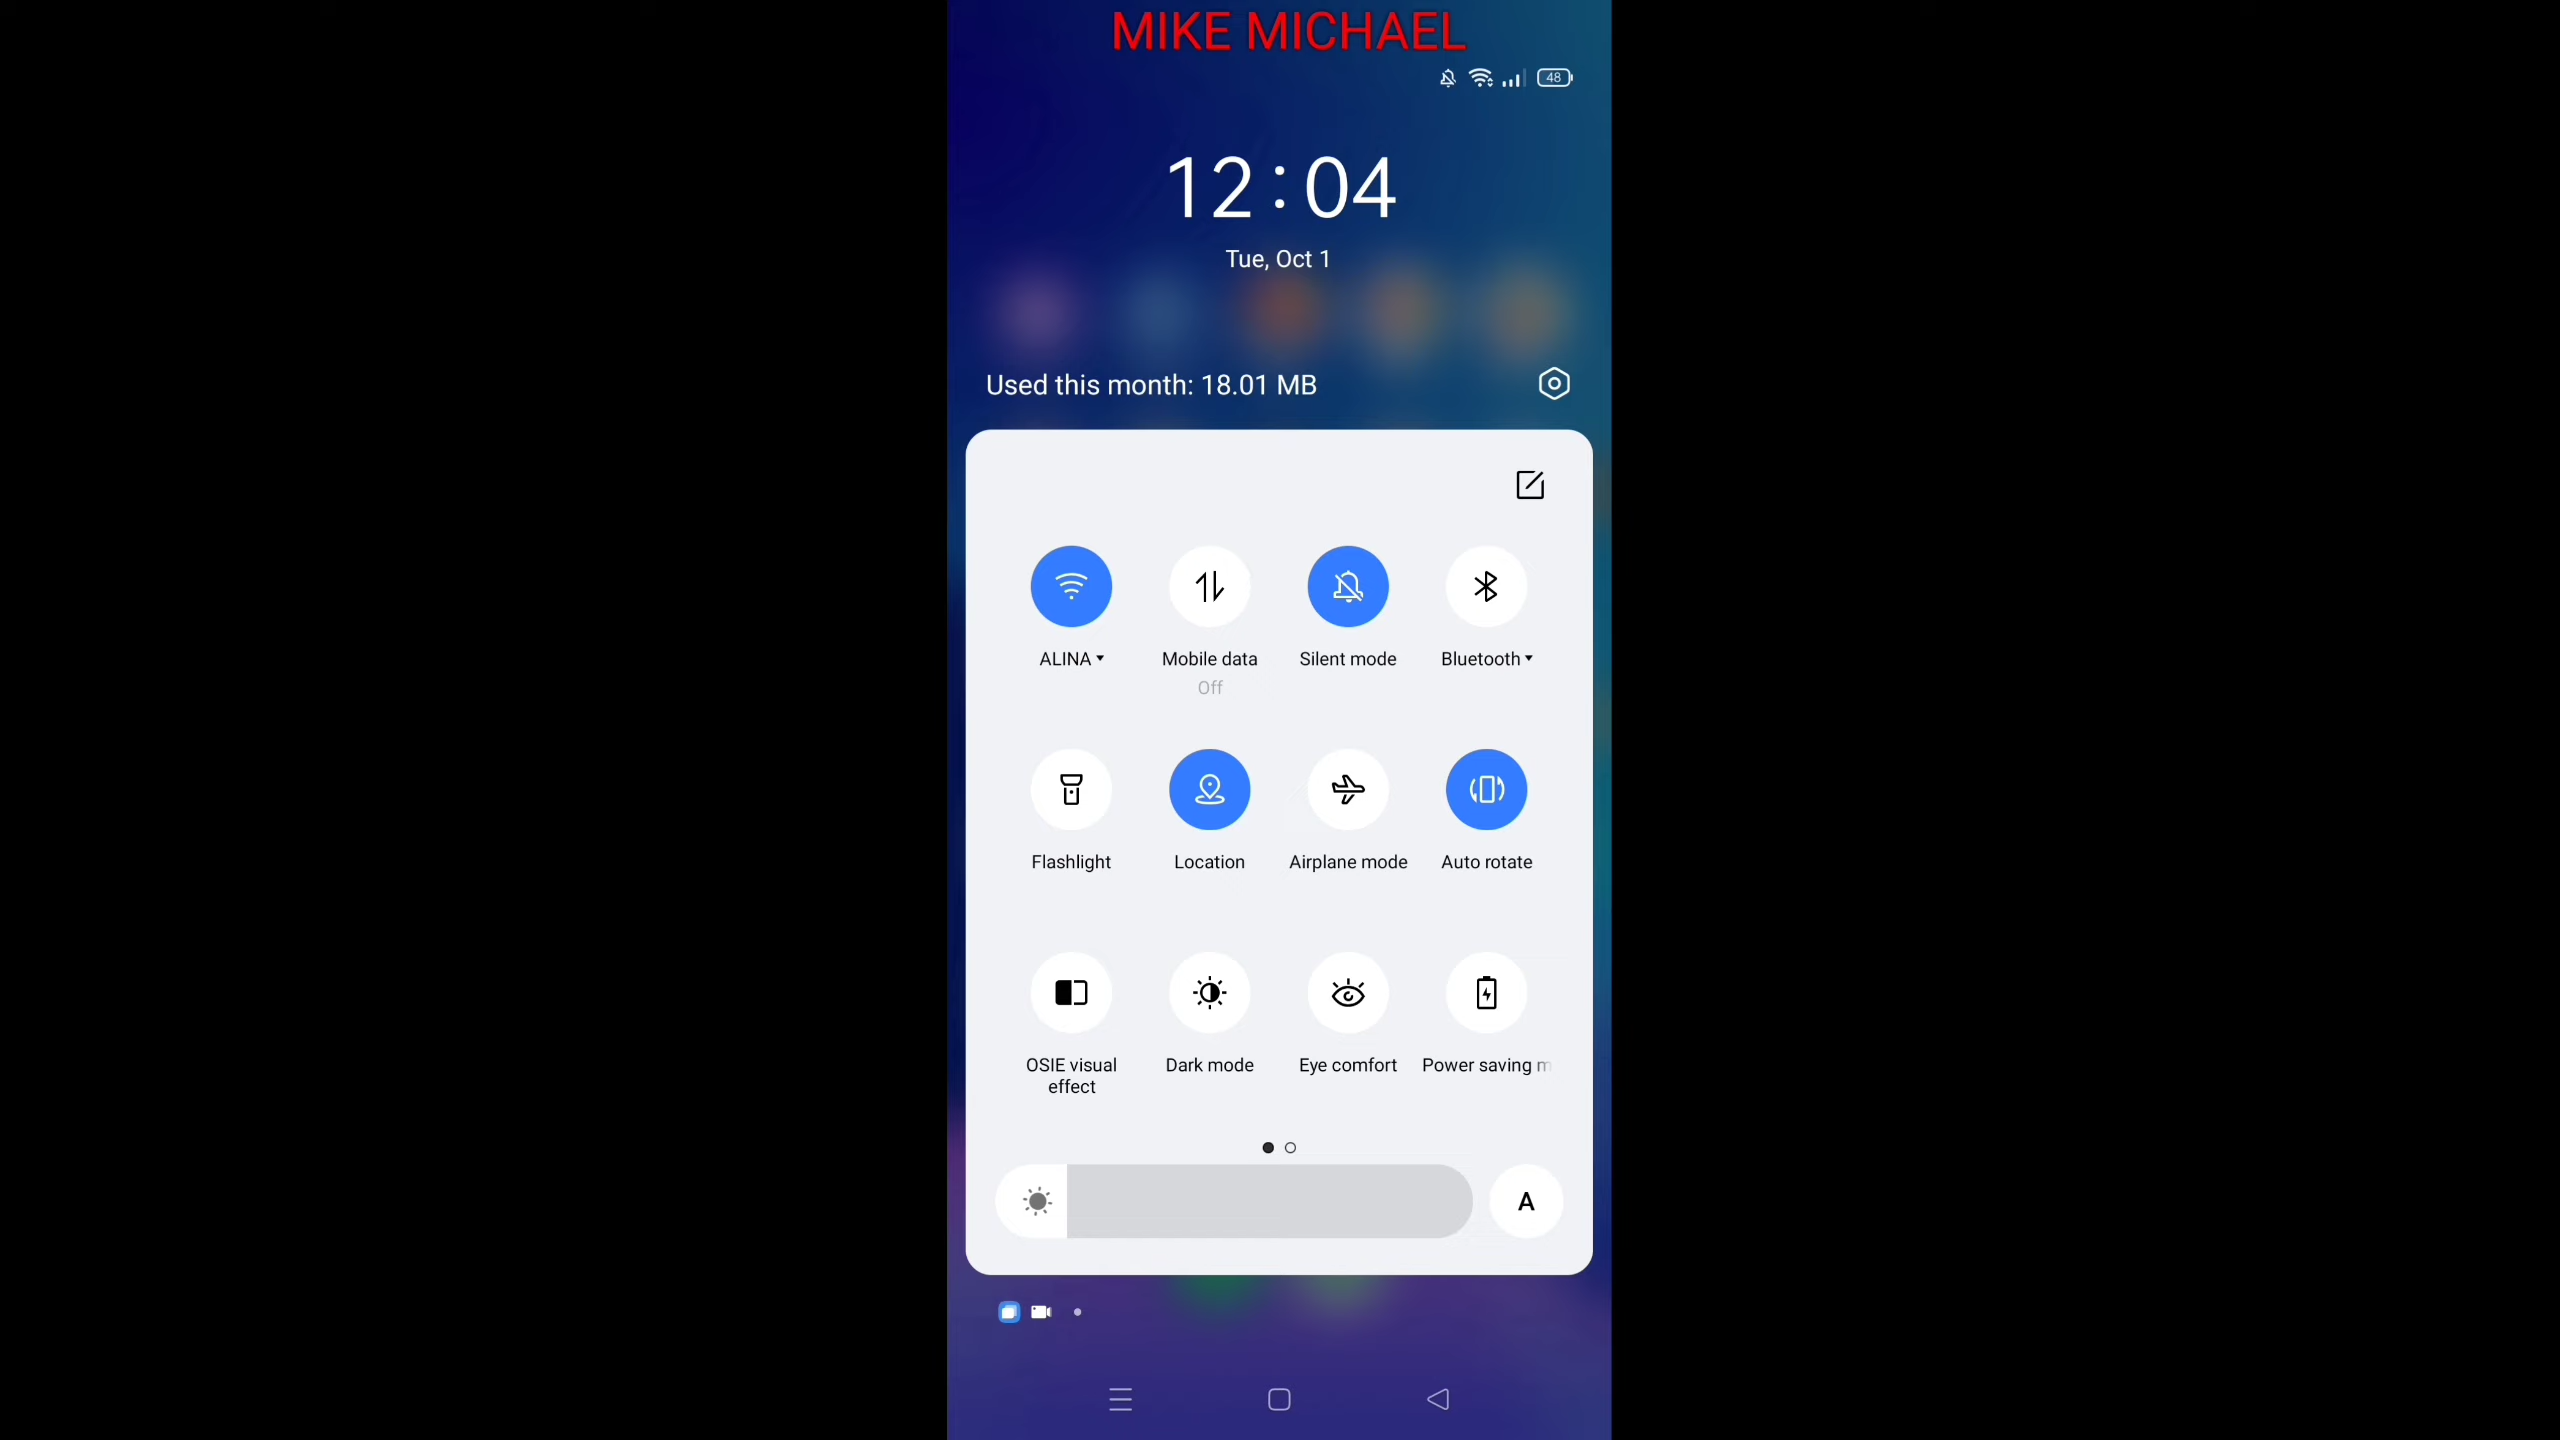 MIKE MICHAEL
48
12:04
Tue, Oct 1
Used this month: 18.01 MB
ALINA
Mobile data
Off
Silent mode
Bluetooth
Flashlight
Location
Airplane mode
Auto rotate
OSIE visual
effect
Dark mode
Eye comfort
Power saving m
A